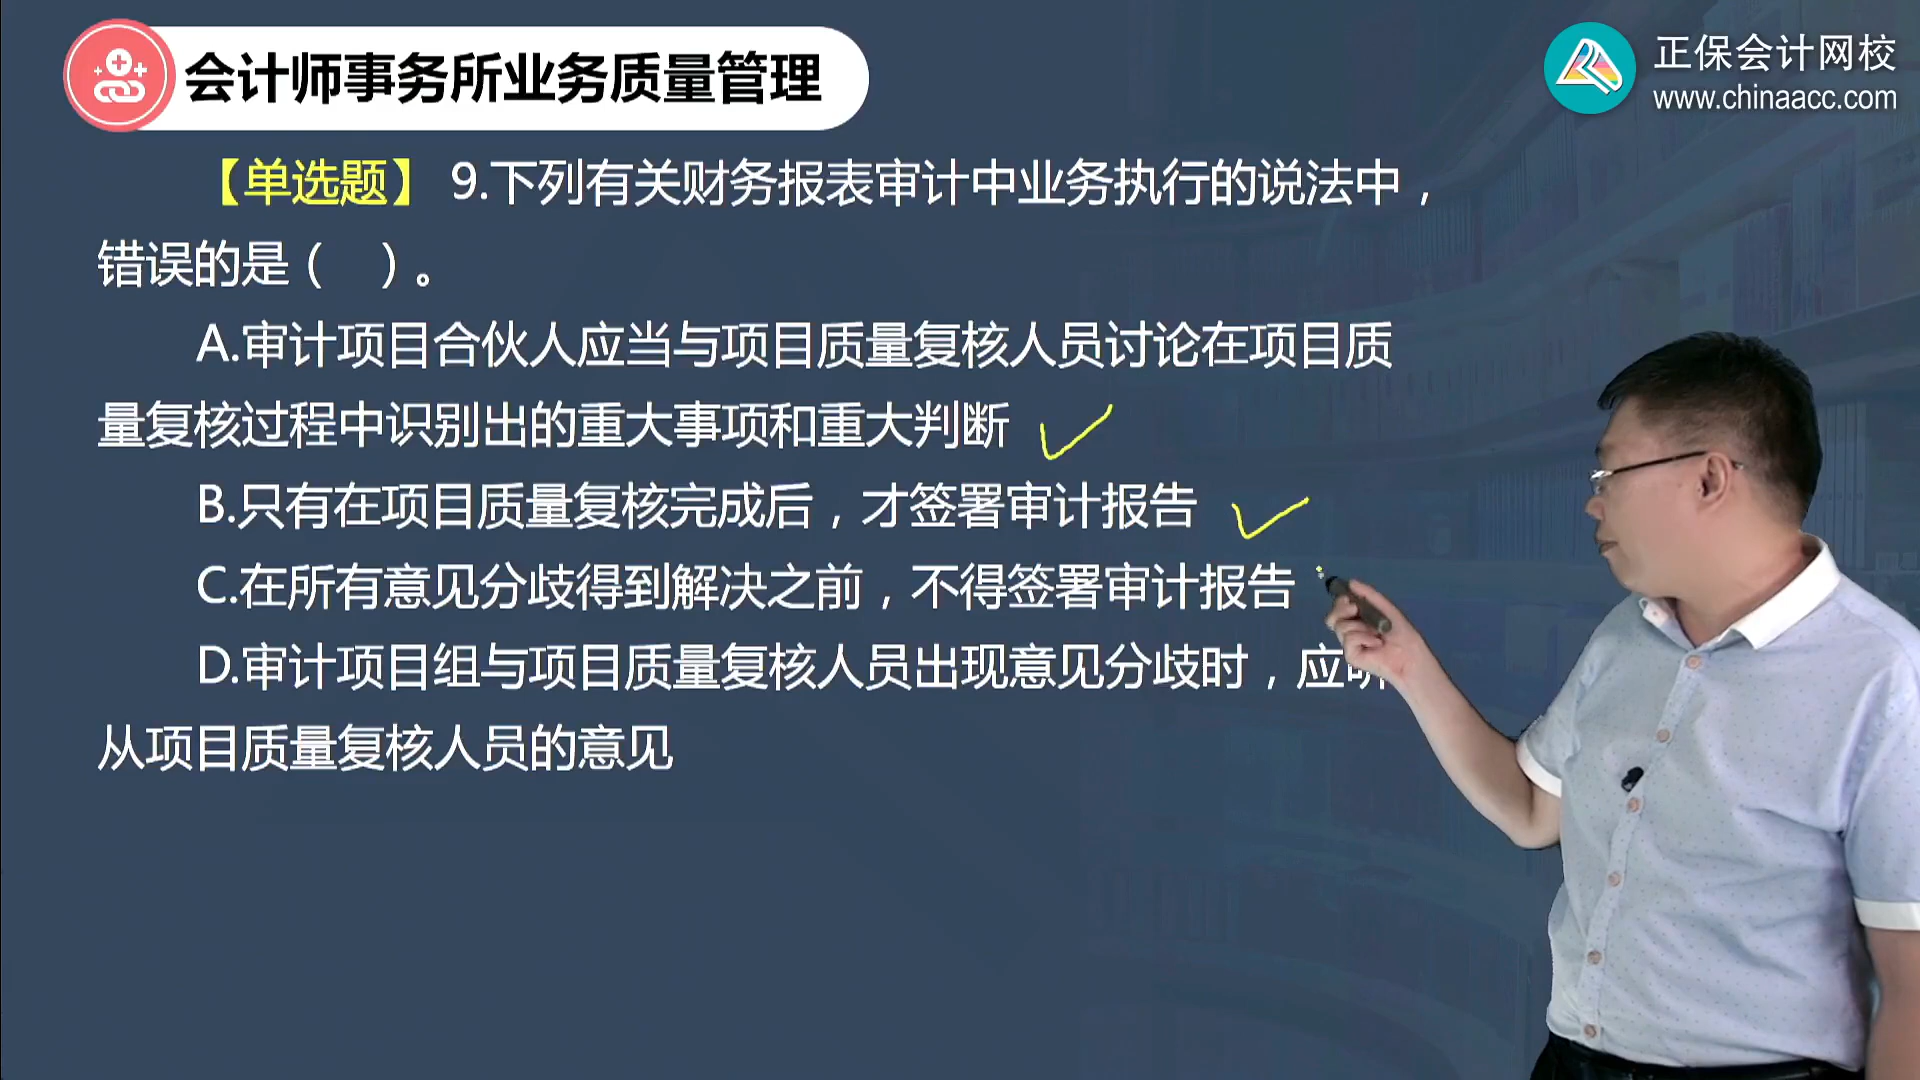 会计师事务所业务质量管理
正保会计网校
www.chinaacc.com
【单选题】 9.下列有关财务报表审计中业务执行的说法中，
错误的是（ ）。
A.审计项目合伙人应当与项目质量复核人员讨论在项目质
量复核过程中识别出的重大事项和重大判断
B.只有在项目质量复核完成后，才签署审计报告
C.在所有意见分歧得到解决之前，不得签署审计报告
D.审计项目组与项目质量复核人员出现意见分歧时，应听
从项目质量复核人员的意见